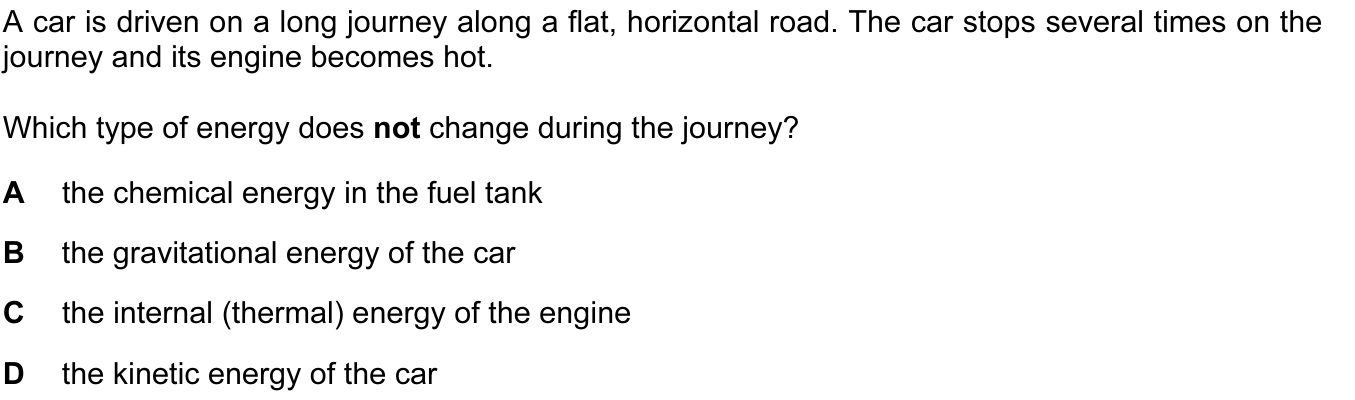 A car is driven on a long journey along a flat, horizontal road. The car stops several times on the
journey and its engine becomes hot.
Which type of energy does not change during the journey?
A the chemical energy in the fuel tank
B the gravitational energy of the car
C the internal (thermal) energy of the engine
D the kinetic energy of the car